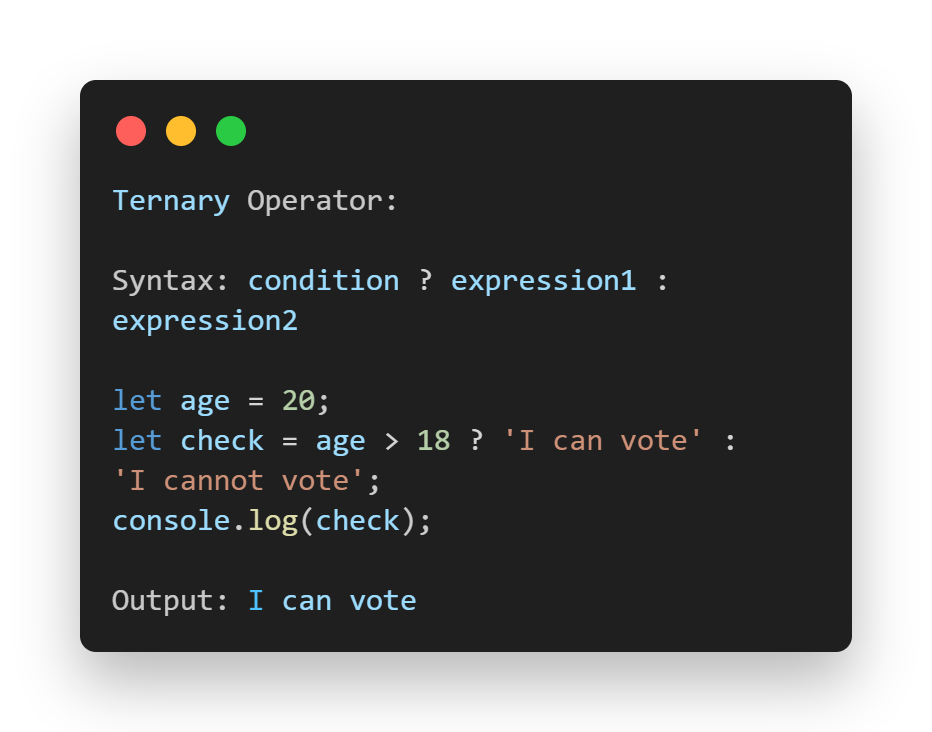 Ternary Operator:
Syntax: condition ? expression1 :
expression2
let age = 20;
let check = age > 18 ? 'I can vote' :
'I cannot vote';
console.log(check);
Output: I can vote